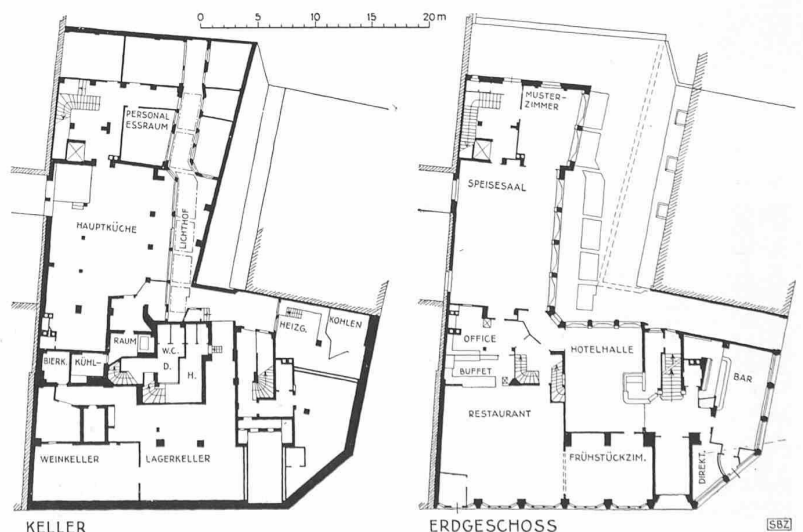 0 5 10 15 20 m
PERSONAL
ESSRAUM
HAUPTKÜCHE
LICHTHOF
RAUM
BIERK.
KÜHL-
W.C.
D.
H.
HEIZG.
KOHLEN
WEINKELLER
LAGERKELLER
KELLER
MUSTER-
ZIMMER
SPEISESAAL
OFFICE
BUFFET
HOTELHALLE
BAR
RESTAURANT
FRÜHSTÜCKZIM.
DIREKT.
ERDGESCHOSS
SBZ